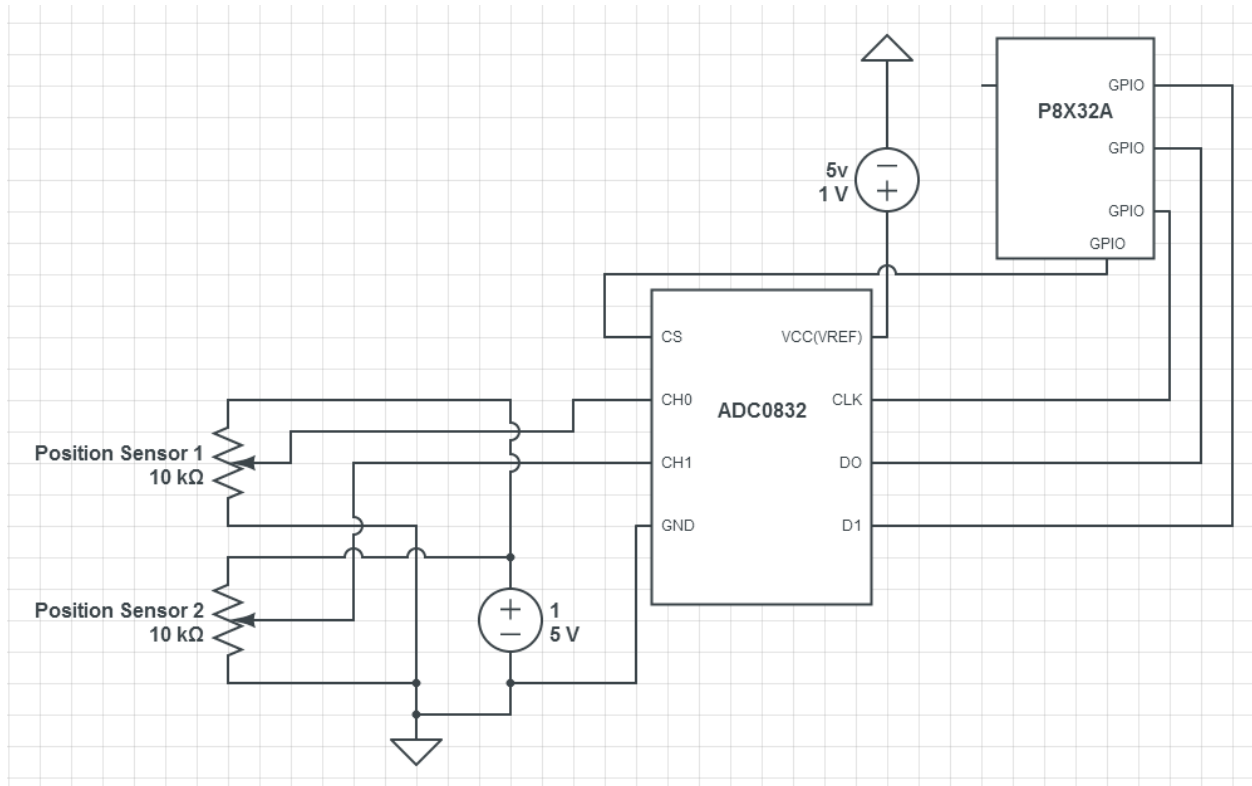 GPIO
P8X32A
GPIO
5v
1 V
GPIO
GPIO
CS
VCC(VREF)
CH0
ADC0832
CLK
Position Sensor 1
10 kΩ
CH1
DO
GND
D1
Position Sensor 2
10 kΩ
1
5 V